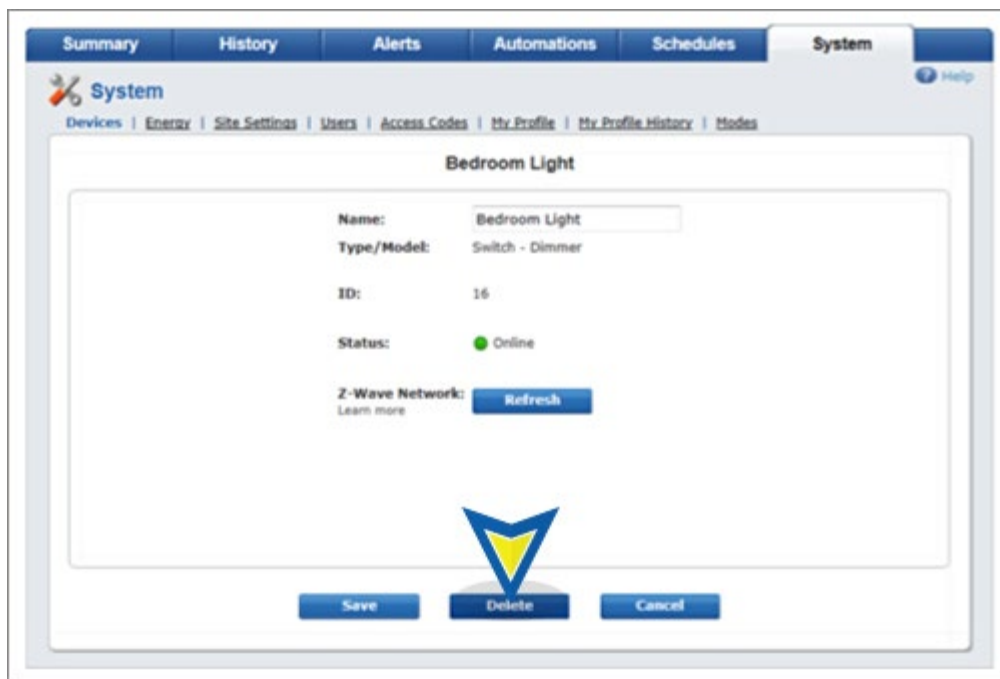 Summary History Alerts Automations Schedules System
Help
System
Devices | Energy | Site Settings | Users | Access Codes | My Profile | My Profile History | Modes
Bedroom Light
Name: Bedroom Light
Type/Model: Switch - Dimmer
ID: 16
Status: Online
Z-Wave Network: Refresh
Learn more
Save Delete Cancel